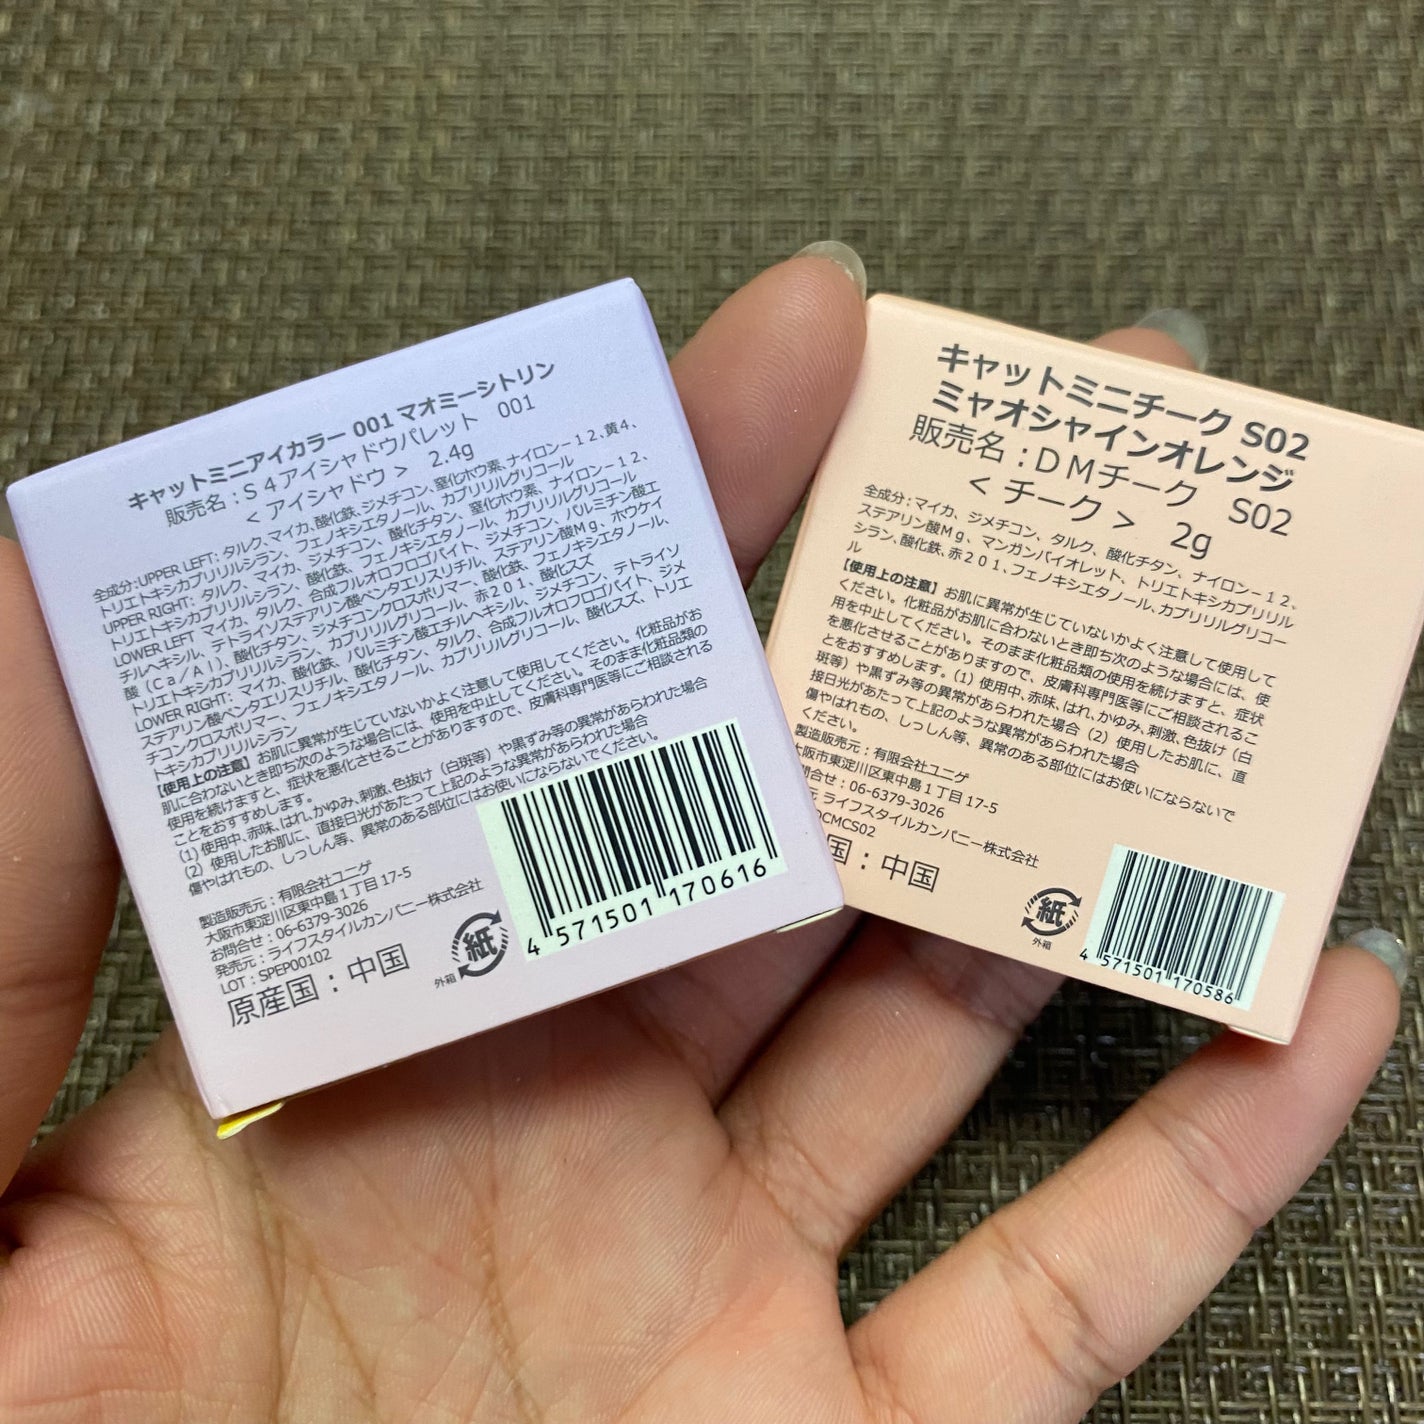 キャットミニアイカラー 001 マオミーシトリン
販売名：S4アイシャドウパレット 001
< アイシャドウ > 2.4g
全成分：UPPER LEFT: タルク、マイカ、酸化鉄、ジメチコン、窒化ホウ素、ナイロン-12、黄4、
トリエトキシカプリリルシラン、フェノキシエタノール、カプリリルグリコール
UPPER RIGHT: タルク、マイカ、ジメチコン、酸化チタン、窒化ホウ素、ナイロン-12、
トリエトキシカプリリルシラン、酸化鉄、フェノキシエタノール、カプリリルグリコール
LOWER LEFT マイカ、タルク、合成フルオロフロゴパイト、ジメチコン、パルミチン酸エ
チルヘキシル、テトライソステアリン酸ペンタエリスリチル、ステアリン酸Mg、ホウケイ
酸（Ca/Al）、酸化チタン、ジメチコンクロスポリマー、酸化鉄、フェノキシエタノール、
トリエトキシカプリリルシラン、カプリリルグリコール、赤201、酸化スズ
LOWER RIGHT: マイカ、酸化鉄、パルミチン酸エチルヘキシル、ジメチコン、テトライソ
ステアリン酸ペンタエリスリチル、酸化チタン、タルク、合成フルオロフロゴパイト、ジメ
チコンクロスポリマー、フェノキシエタノール、カプリリルグリコール、酸化スズ、トリエ
トキシカプリリルシラン
【使用上の注意】お肌に異常が生じていないかよく注意して使用してください。化粧品がお
肌に合わないとき即ち次のような場合には、使用を中止してください。そのまま化粧品類の
使用を続けますと、症状を悪化させることがありますので、皮膚科専門医等にご相談される
ことをおすすめします。
(1) 使用中、赤味、はれ、かゆみ、刺激、色抜け（白斑等）や黒ずみ等の異常があらわれた場合
(2) 使用したお肌に、直接日光があたって上記のような異常があらわれた場合
傷やはれもの、しっしん等、異常のある部位にはお使いにならないでください。
製造販売元：有限会社ユニゲ
大阪市東淀川区東中島1丁目17-5
お問合せ：06-6379-3026
発売元：ライフスタイルカンパニー株式会社
LOT：SPEP00102
原産国：中国
紙
外箱
4 571501 170616
キャットミニチーク S02
ミャオシャインオレンジ
販売名：DMチーク S02
< チーク > 2g
全成分：マイカ、ジメチコン、タルク、酸化チタン、ナイロン-12、
ステアリン酸Mg、マンガンバイオレット、トリエトキシカプリリル
シラン、酸化鉄、赤201、フェノキシエタノール、カプリリルグリコー
ル
【使用上の注意】お肌に異常が生じていないかよく注意して使用して
ください。化粧品がお肌に合わないとき即ち次のような場合には、使
用を中止してください。そのまま化粧品類の使用を続けますと、症状
を悪化させることがありますので、皮膚科専門医等にご相談されるこ
とをおすすめします。(1) 使用中、赤味、はれ、かゆみ、刺激、色抜け（白
斑等）や黒ずみ等の異常があらわれた場合 (2) 使用したお肌に、直
接日光があたって上記のような異常があらわれた場合
傷やはれもの、しっしん等、異常のある部位にはお使いにならないで
ください。
製造販売元：有限会社ユニゲ
大阪市東淀川区東中島1丁目17-5
問合せ：06-6379-3026
元 ライフスタイルカンパニー株式会社
DCMCS02
国：中国
紙
外箱
4 571501 170586